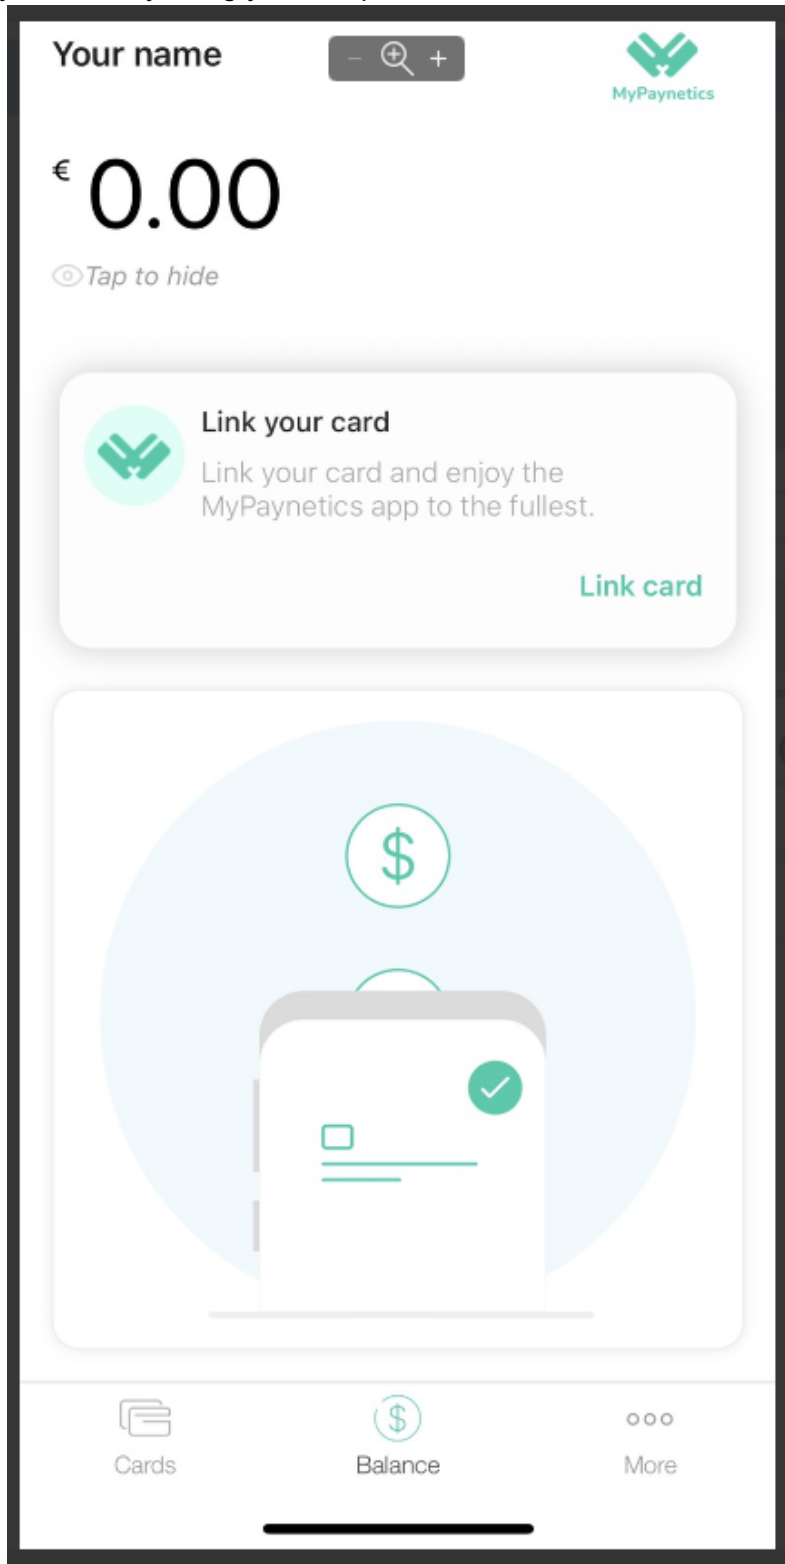 Your name
MyPaynetics
€ 0.00
Tap to hide
Link your card
Link your card and enjoy the
MyPaynetics app to the fullest.
Link card
$
$
Cards Balance More